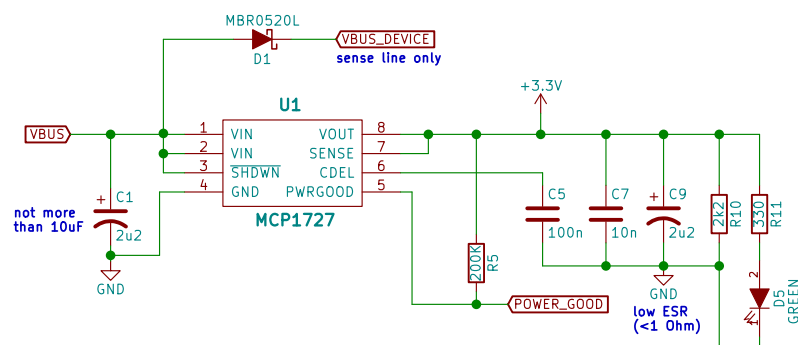 MBR0520L
VBUS_DEVICE
D1
sense line only
+3.3V
U1
VBUS
1 VIN VOUT 8
2 VIN SENSE 7
3 SHDWN CDEL 6
4 GND PWRGOOD 5
MCP1727
+ C1
2u2
not more
than 10uF
GND
C5
100n
C7
10n
+ C9
2u2
2k2
R10
330
R11
200K
R5
GND
POWER_GOOD
low ESR
(<1 Ohm)
2
D5
GREEN
1